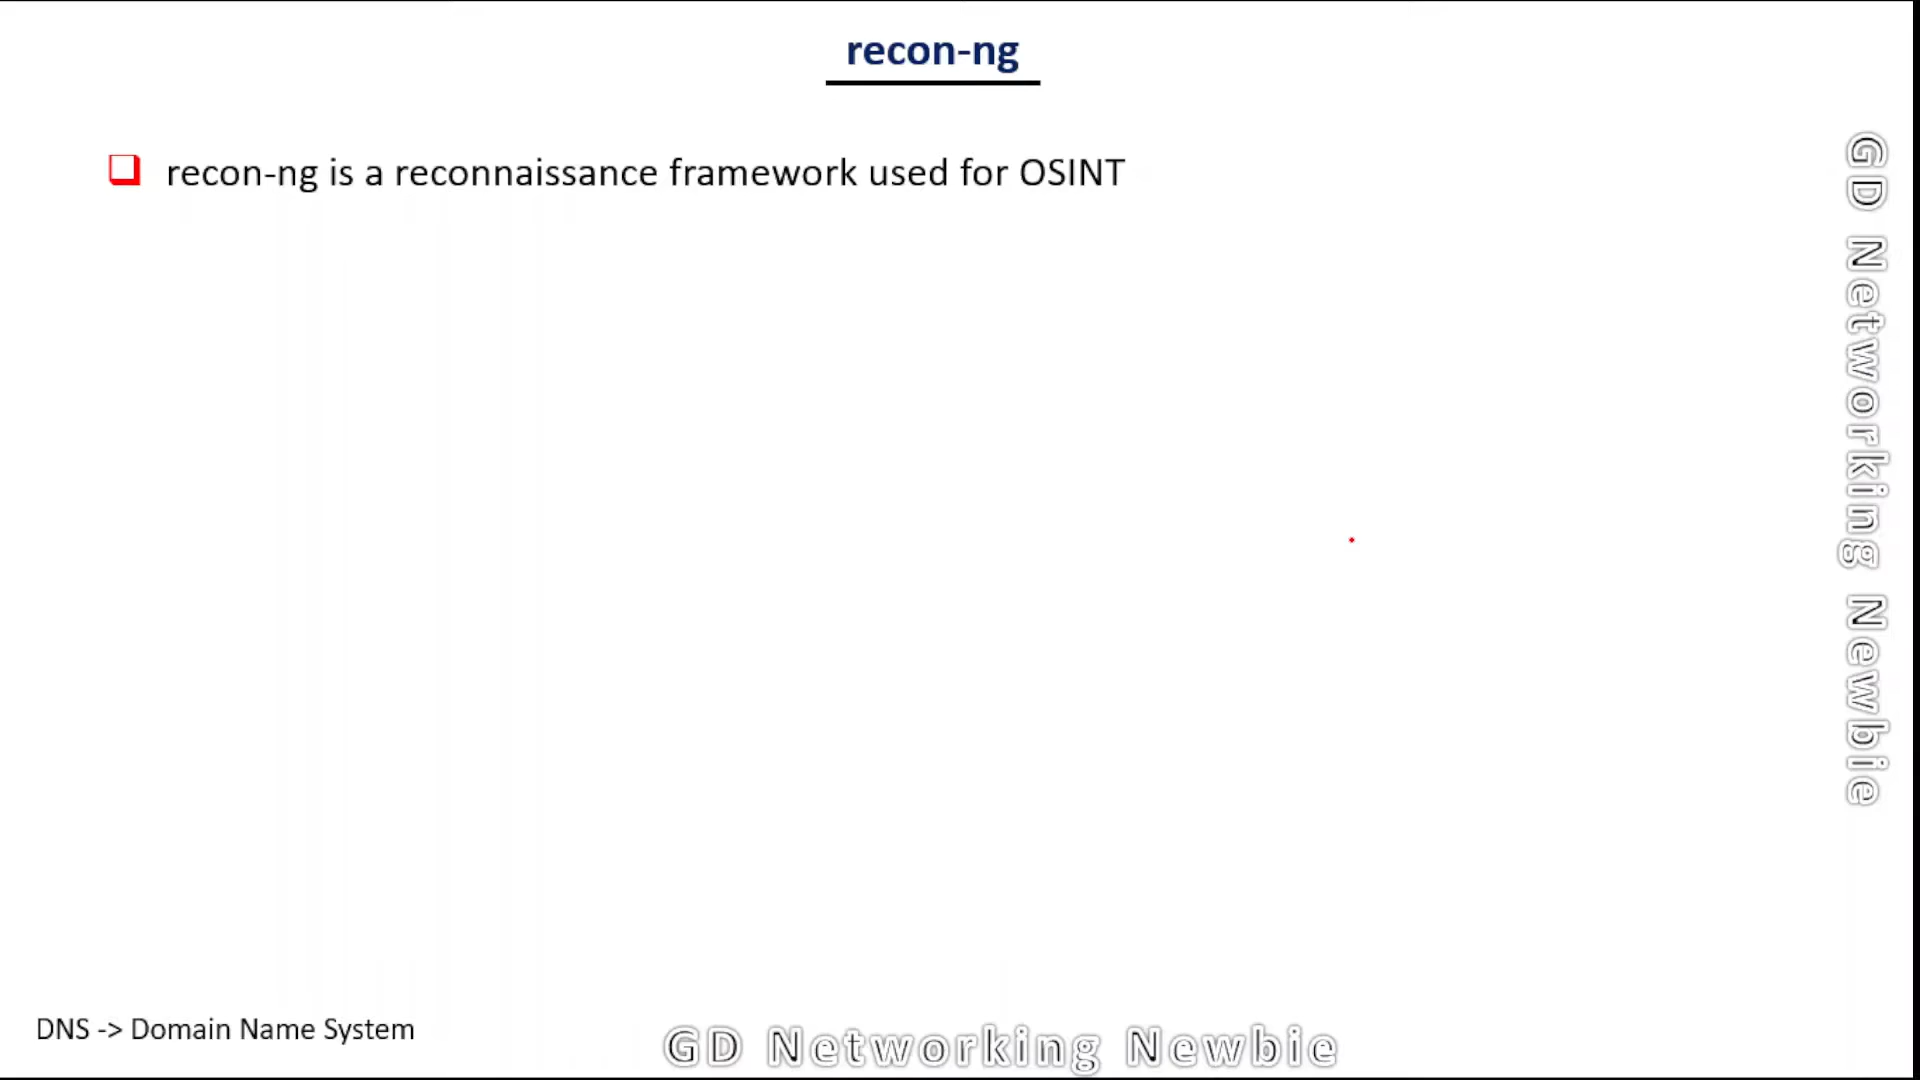 recon-ng
recon-ng is a reconnaissance framework used for OSINT
GD Networking Newbie
DNS -> Domain Name System
GD Networking Newbie